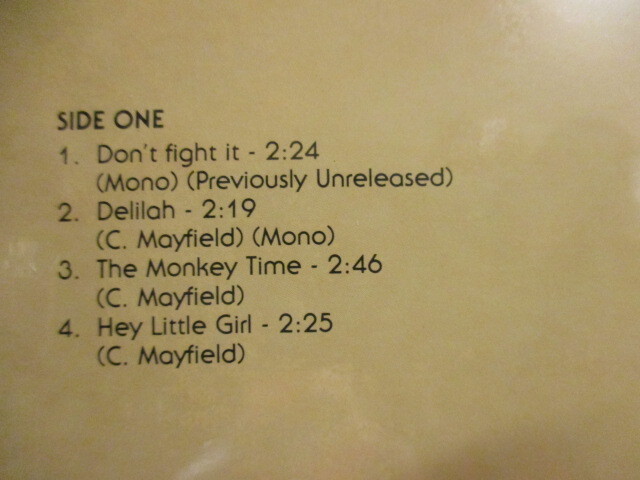 SIDE ONE
1. Don't fight it - 2:24
(Mono) (Previously Unreleased)
2. Delilah - 2:19
(C. Mayfield) (Mono)
3. The Monkey Time - 2:46
(C. Mayfield)
4. Hey Little Girl - 2:25
(C. Mayfield)